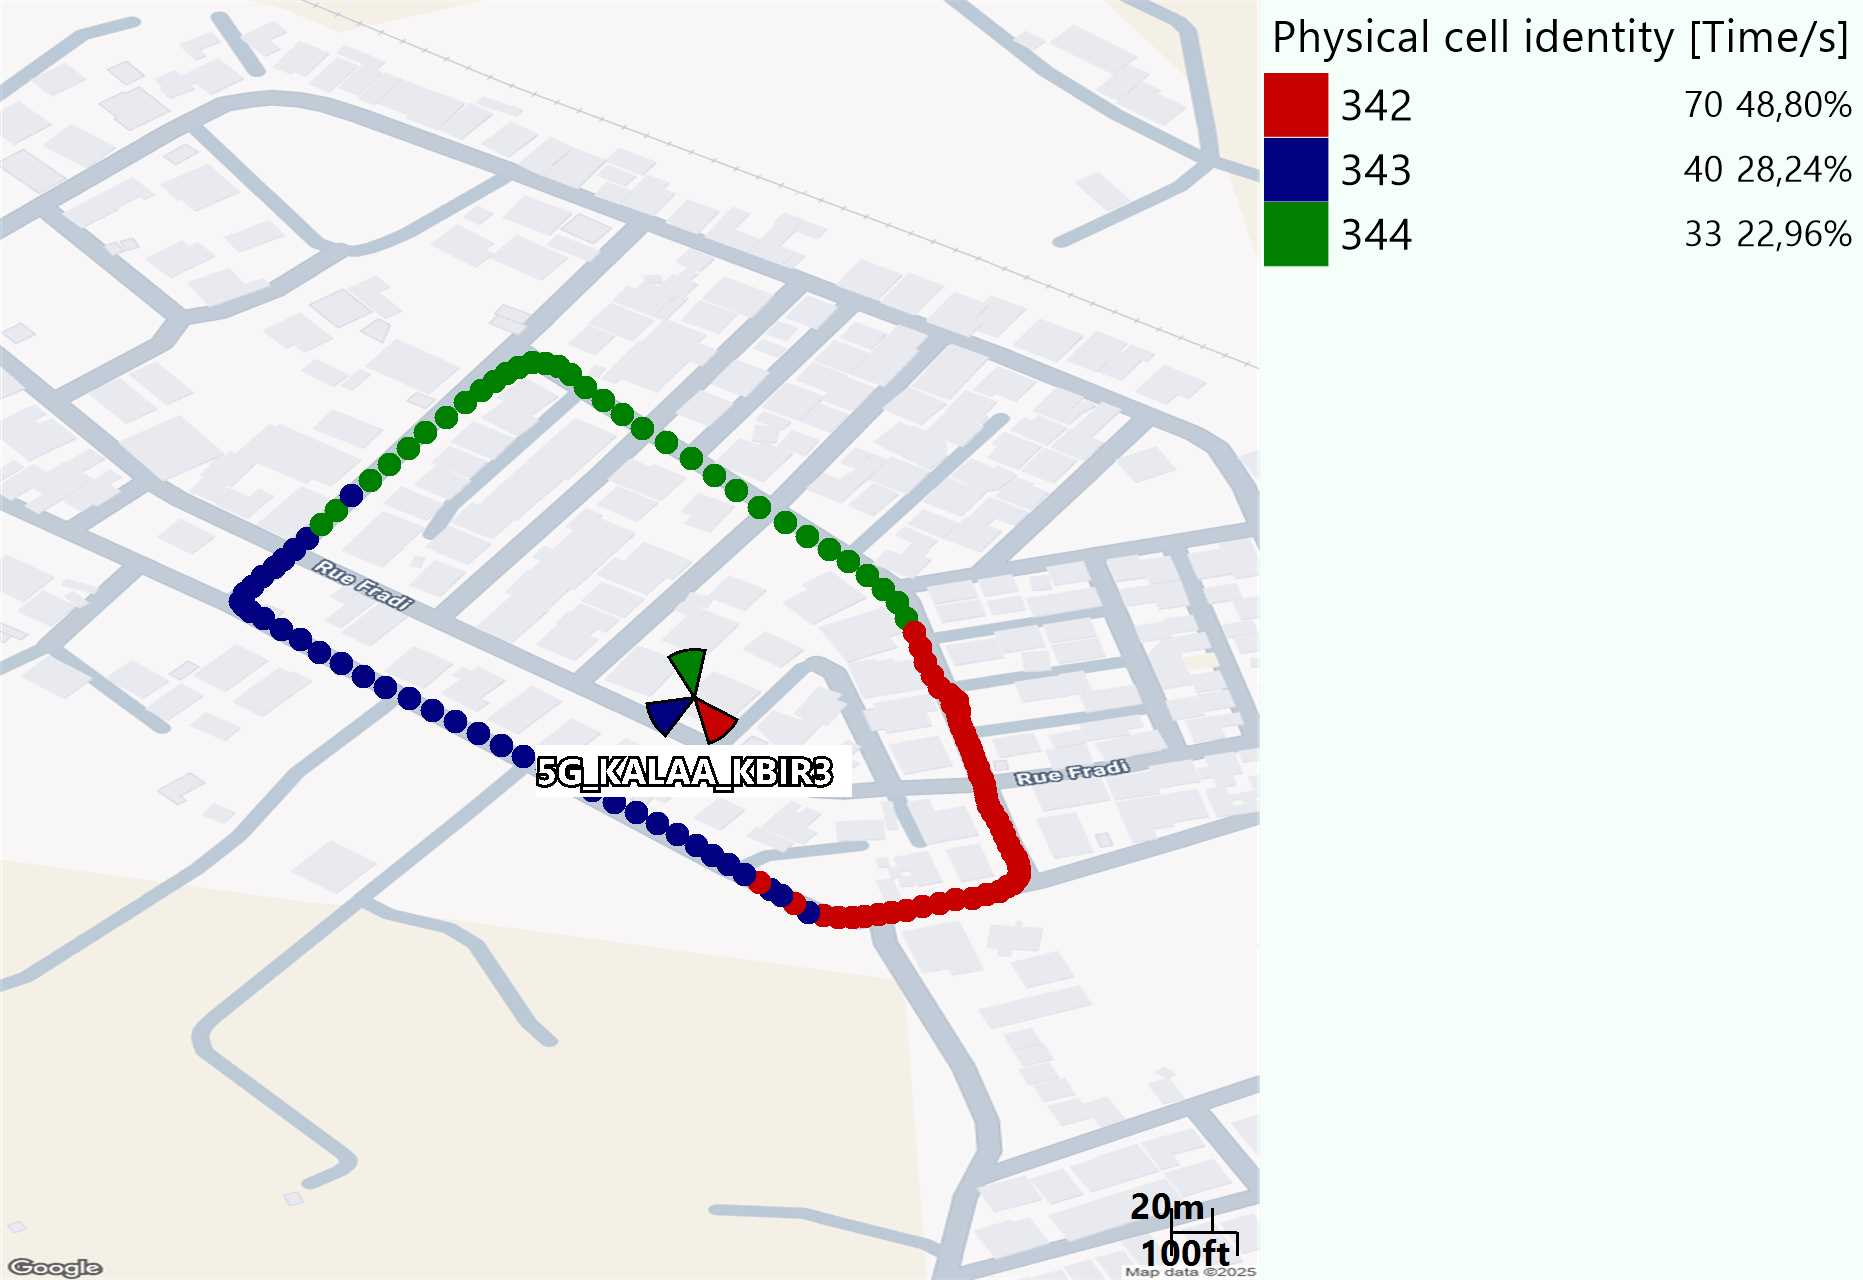 Physical cell identity [Time/s]
342 70 48,80%
343 40 28,24%
344 33 22,96%
Rue Fradi
5G_KALAA_KBIR3
Rue Fradi
20m
100ft
Google
Map data ©2025